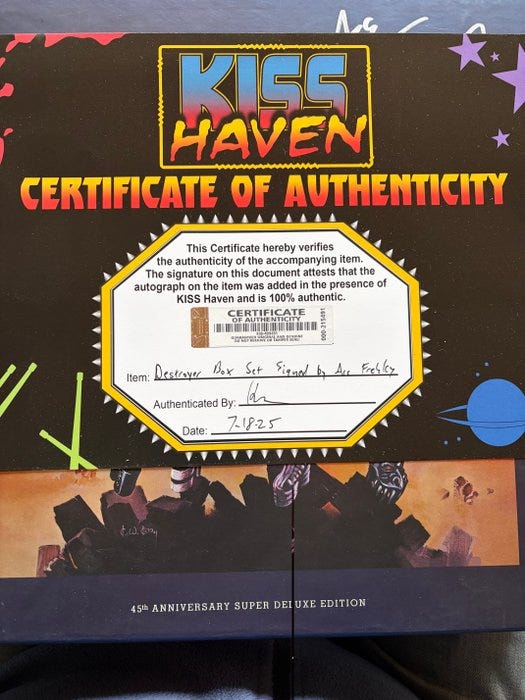 Ace
KISS
HAVEN
CERTIFICATE OF AUTHENTICITY
This Certificate hereby verifies
the authenticity of the accompanying item.
The signature on this document attests that the
autograph on the item was added in the presence of
KISS Haven and is 100% authentic.
CERTIFICATE
OF AUTHENTICITY
000-215491
Item: Destroyer Box Set Signed by Ace Frehley
Authenticated By:
Date: 7-18-25
45th ANNIVERSARY SUPER DELUXE EDITION